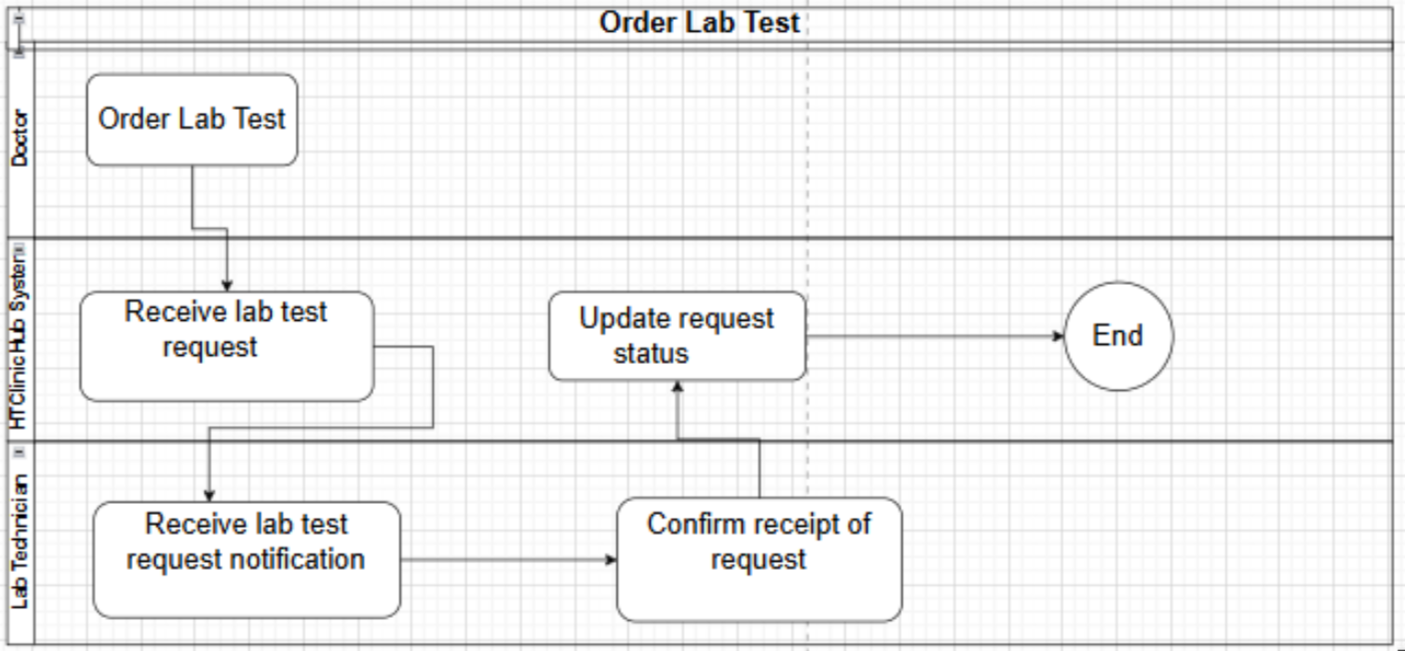 Order Lab Test
Doctor
Order Lab Test
HTClinic Hub System
Receive lab test
request
Update request
status
End
Lab Technician
Receive lab test
request notification
Confirm receipt of
request